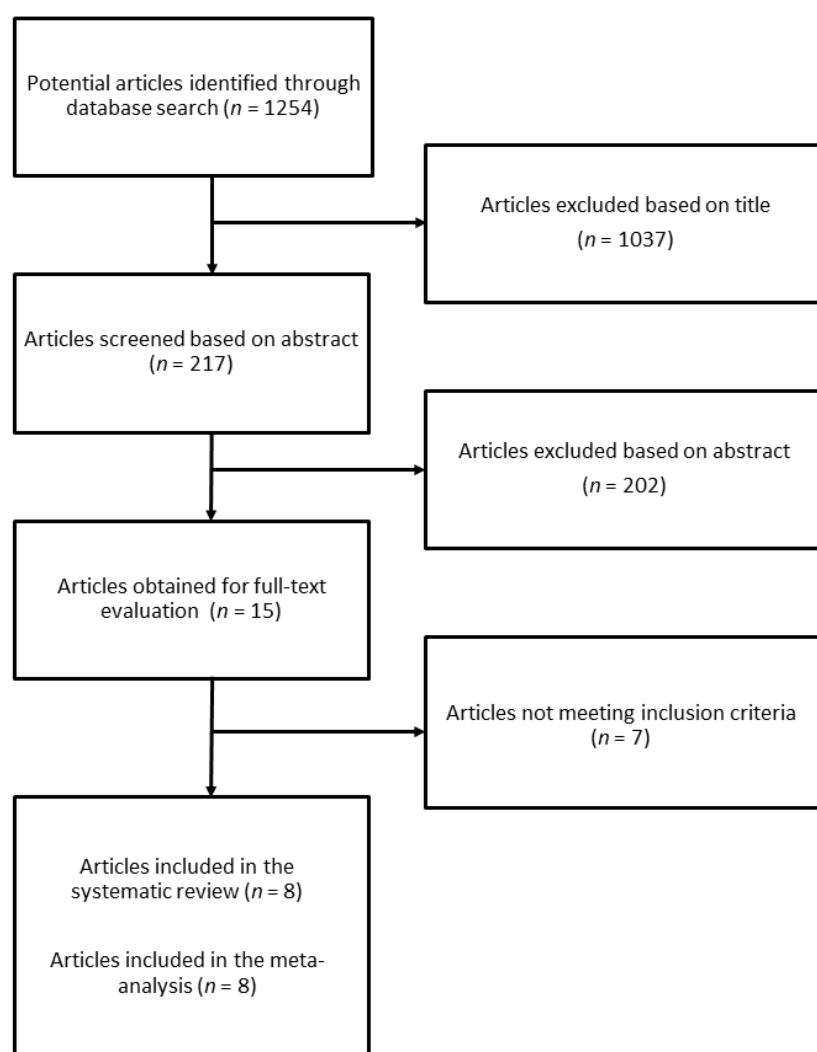 Potential articles identified through
database search (n = 1254)
Articles excluded based on title
(n = 1037)
Articles screened based on abstract
(n = 217)
Articles excluded based on abstract
(n = 202)
Articles obtained for full-text
evaluation (n = 15)
Articles not meeting inclusion criteria
(n = 7)
Articles included in the
systematic review (n = 8)
Articles included in the meta-
analysis (n = 8)